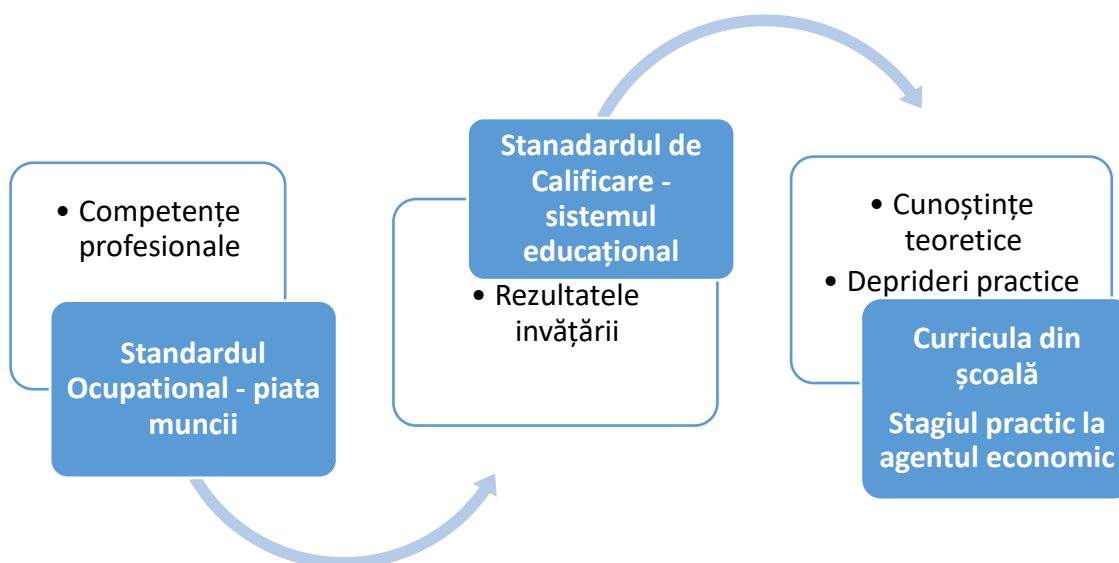 • Competențe
profesionale
Standardul
Ocupational - piata
muncii
Stanadardul de
Calificare -
sistemul
educațional
• Rezultatele
invățării
• Cunoștințe
teoretice
• Deprideri practice
Curricula din
școală
Stagiul practic la
agentul economic